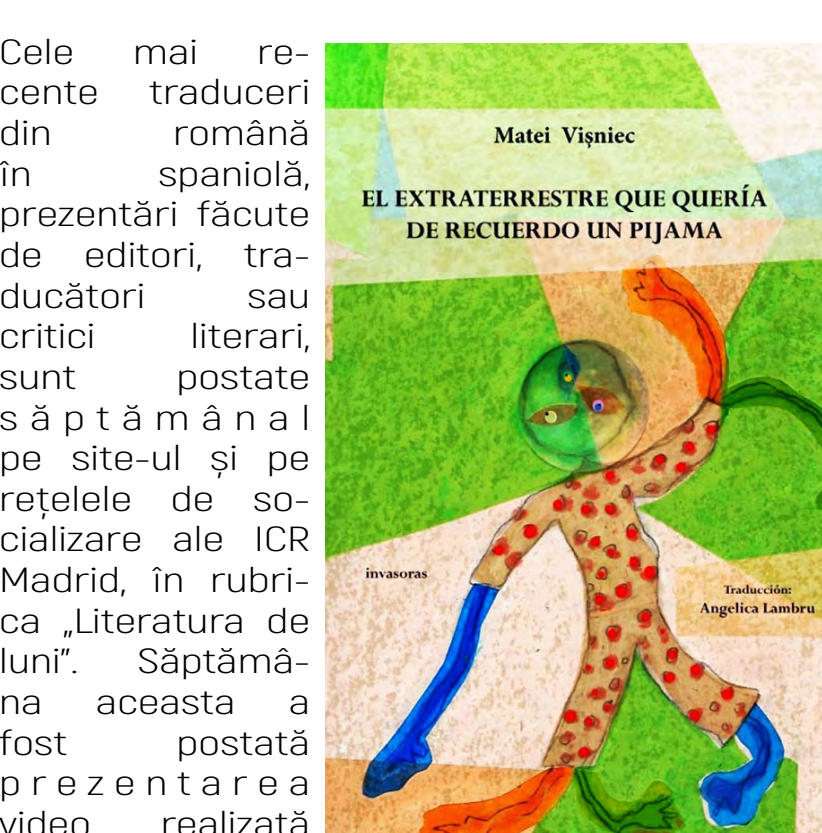 Cele mai re-
cente traduceri
din română
în spaniolă,
prezentări făcute
de editori, tra-
ducători sau
critici literari,
sunt postate
săptămânal
pe site-ul și pe
rețelele de so-
cializare ale ICR
Madrid, în rubri-
ca „Literatura de
luni”. Săptămâ-
na aceasta a
fost postată
prezentarea
video realizată
Matei Vișniec
EL EXTRATERRESTRE QUE QUERÍA
DE RECUERDO UN PIJAMA
invasoras
Traducción:
Angelica Lambru